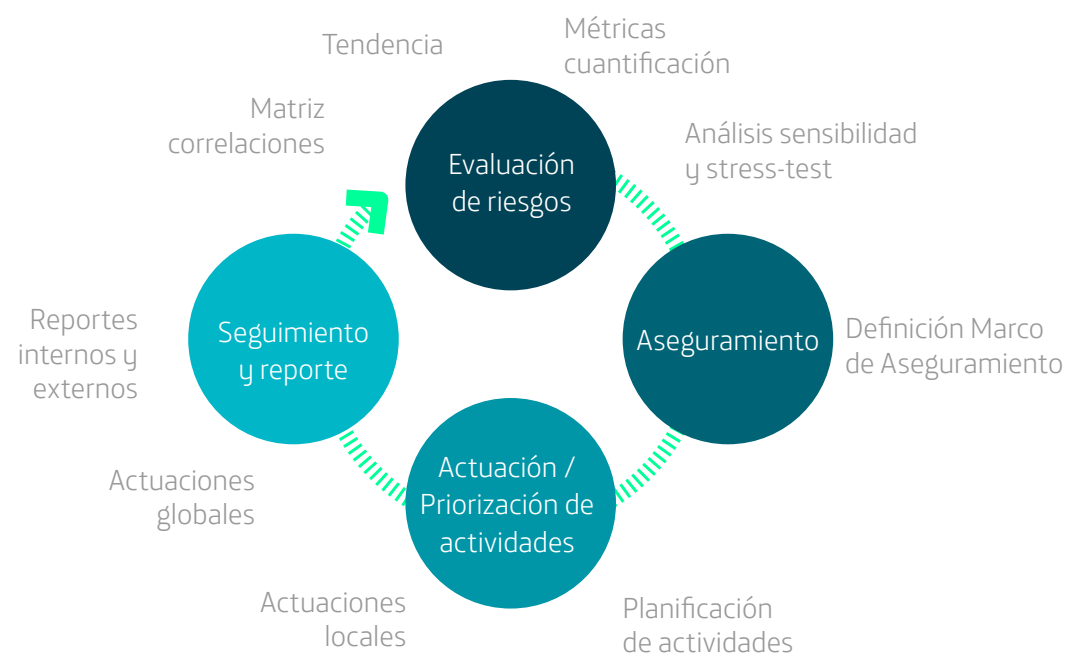 Tendencia
Métricas
cuantificación
Matriz
correlaciones
Análisis sensibilidad
y stress-test
Evaluación
de riesgos
Reportes
internos y
externos
Seguimiento
y reporte
Aseguramiento
Definición Marco
de Aseguramiento
Actuaciones
globales
Actuación /
Priorización de
actividades
Actuaciones
locales
Planificación
de actividades